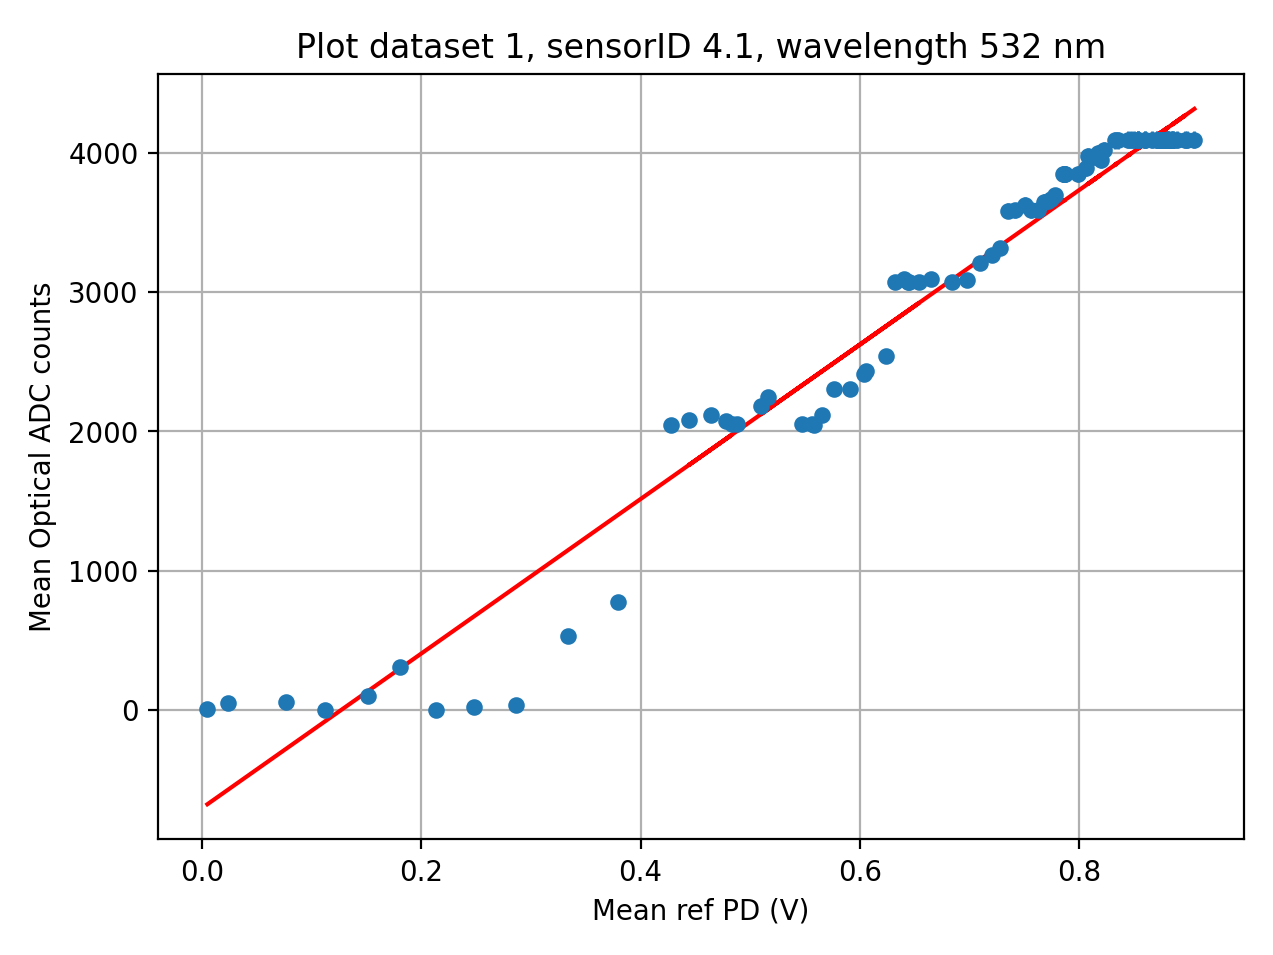 Plot dataset 1, sensorID 4.1, wavelength 532 nm
4000
3000
2000
1000
0
Mean Optical ADC counts
0.0 0.2 0.4 0.6 0.8
Mean ref PD (V)